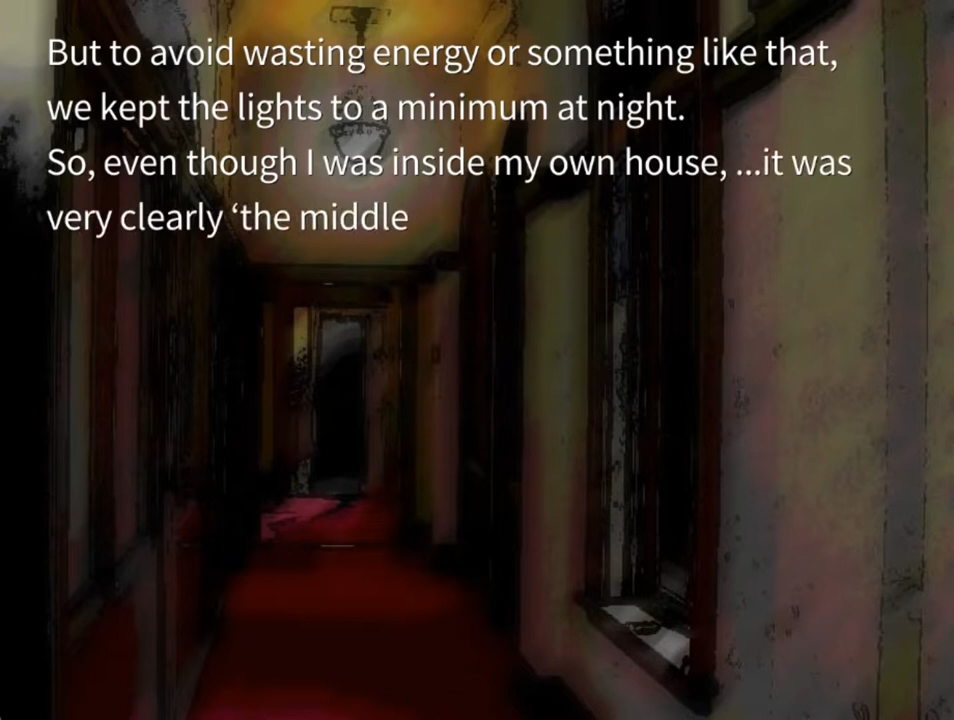 But to avoid wasting energy or something like that,
we kept the lights to a minimum at night.
So, even though I was inside my own house, ...it was
very clearly ‘the middle